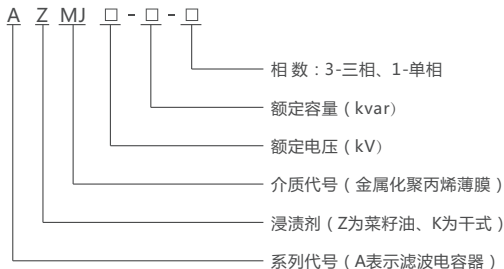 A Z MJ □ - □ - □
相 数：3-三相、1-单相
额定容量（kvar）
额定电压（kV）
介质代号（金属化聚丙烯薄膜）
浸渍剂（Z为菜籽油、K为干式）
系列代号（A表示滤波电容器）